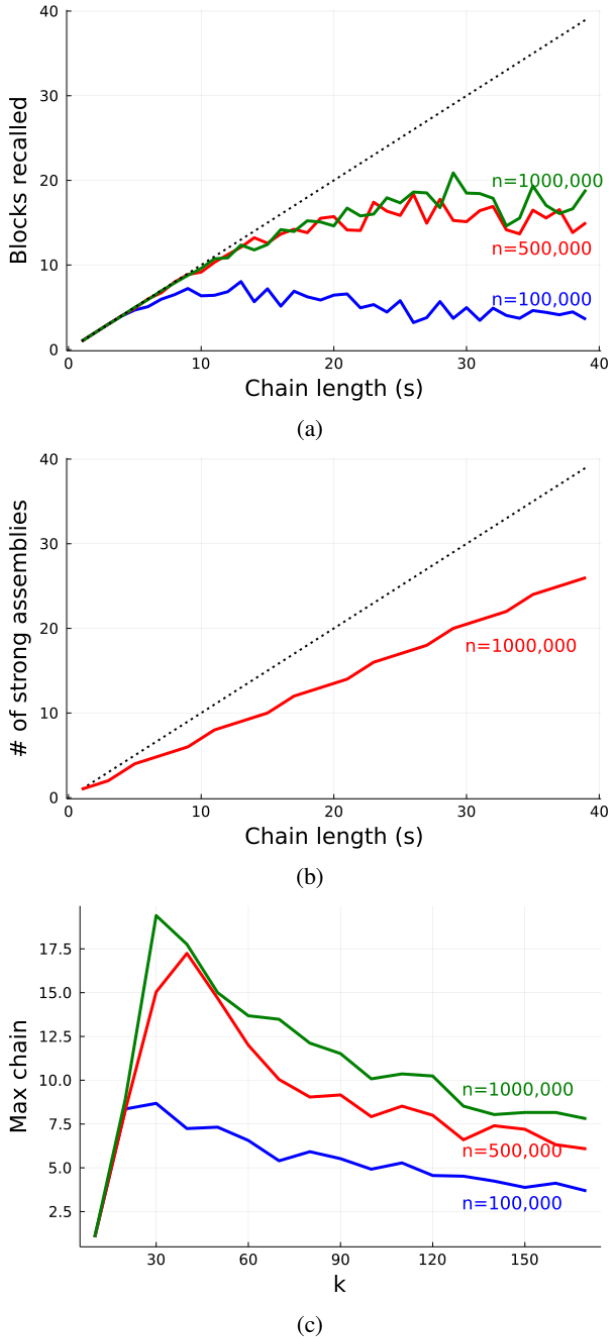 40
30
20
10
0
Blocks recalled
n=1000,000
n=500,000
n=100,000
0 10 20 30 40
Chain length (s)
(a)
40
30
20
10
0
# of strong assemblies
n=1000,000
0 10 20 30 40
Chain length (s)
(b)
17.5
15.0
12.5
10.0
7.5
5.0
2.5
Max chain
n=1000,000
n=500,000
n=100,000
30 60 90 120 150
k
(c)